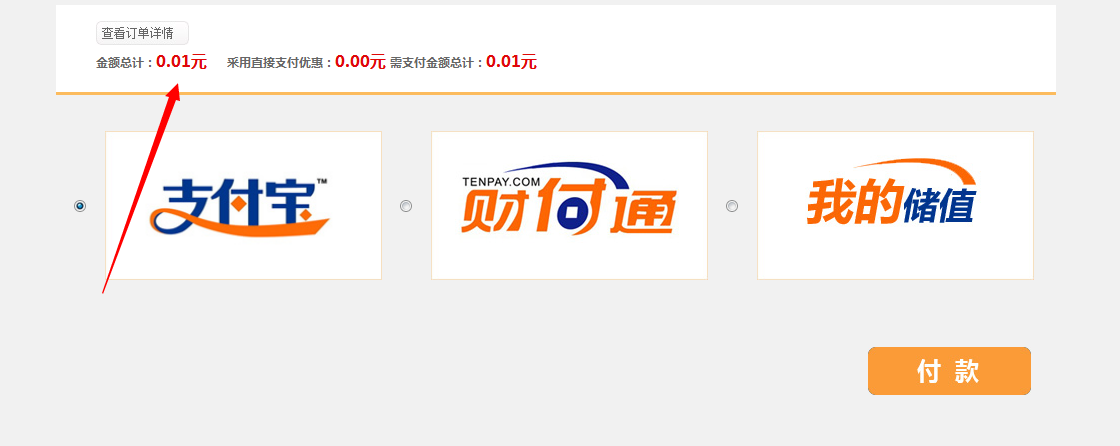 查看订单详情
金额总计：0.01元 采用直接支付优惠：0.00元 需支付金额总计：0.01元
支付宝™
TENPAY.COM
财付通
我的储值
付 款